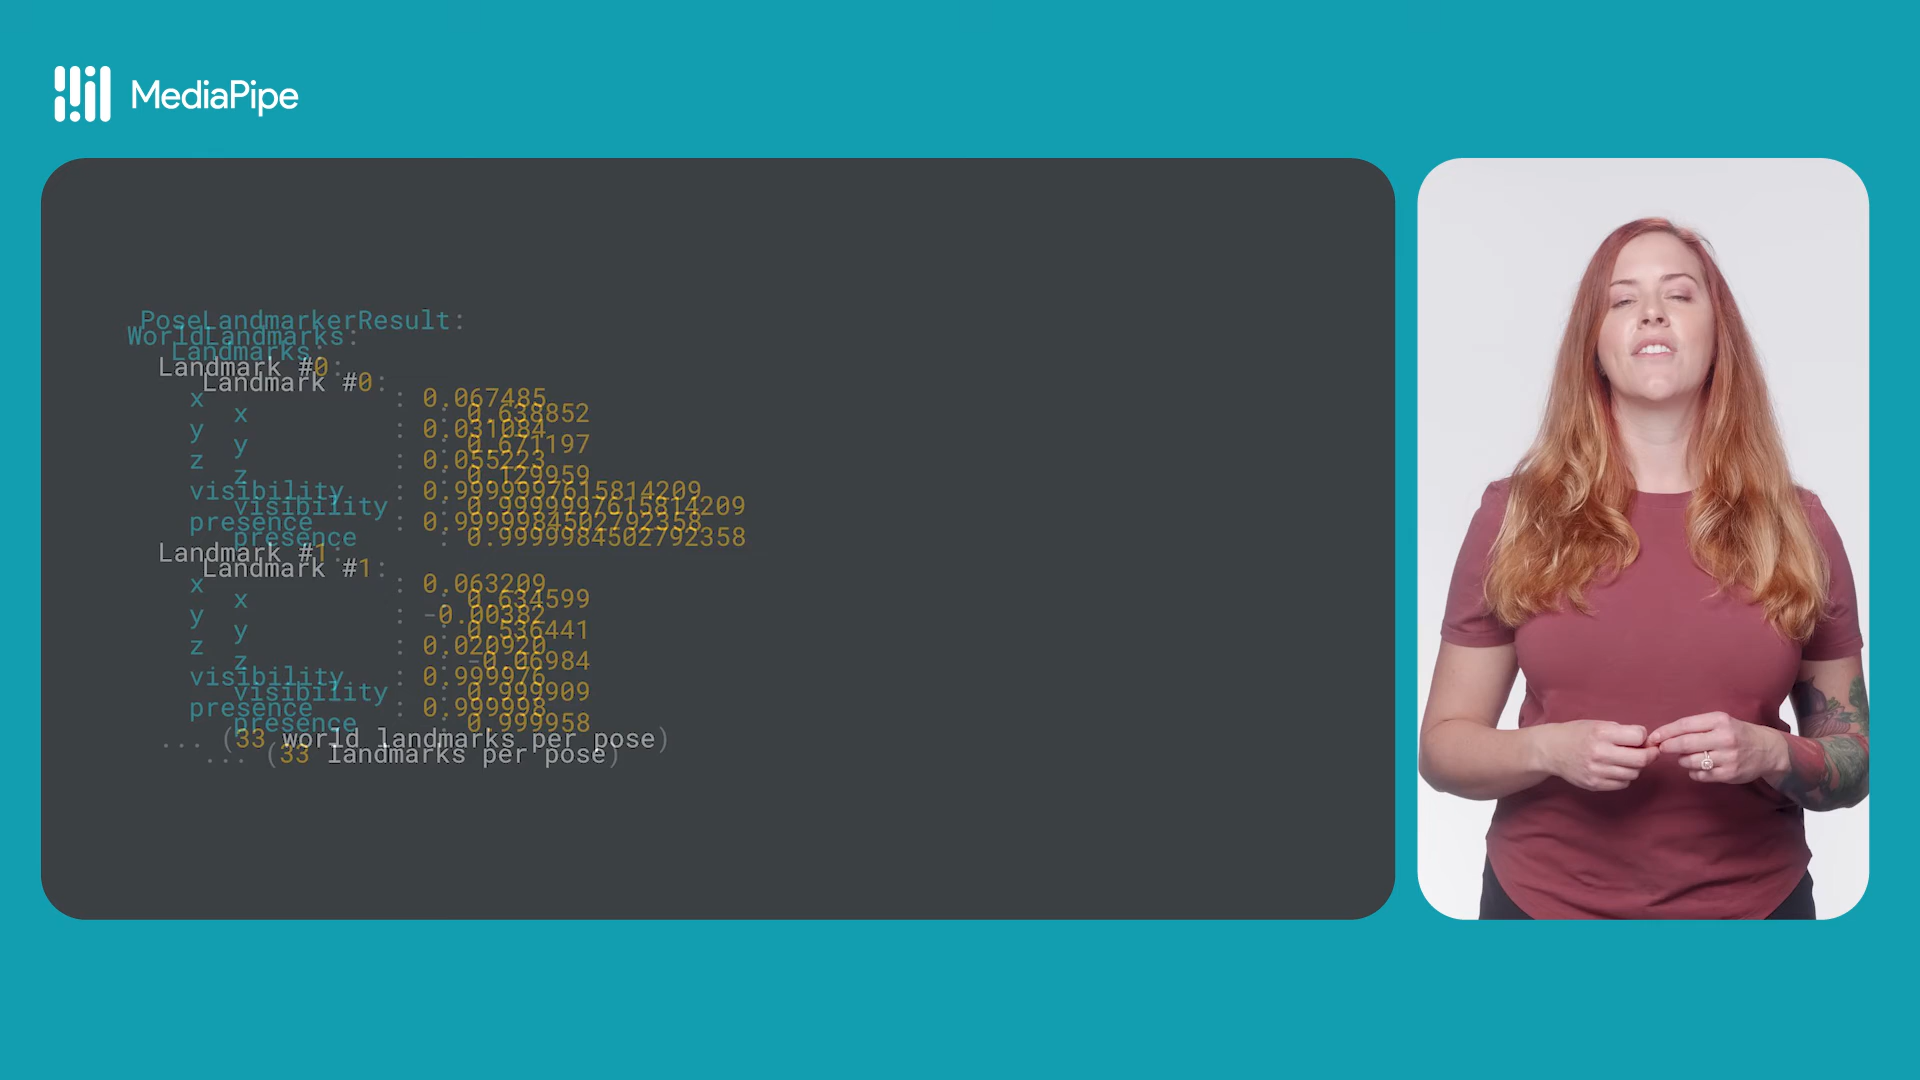 MediaPipe
PoseLandmarkerResult:
WorldLandmarks:
Landmarks:
Landmark #0:
Landmark #0:
x : 0.067485
x : 0.638852
y : 0.031084
y : 0.671197
z : 0.055223
z : 0.129959
visibility : 0.9999997615814209
visibility : 0.9999997615814209
presence : 0.9999984502792358
presence : 0.9999984502792358
Landmark #1:
Landmark #1:
x : 0.063209
x : 0.634599
y : -0.00382
y : 0.536441
z : 0.020920
z : -0.06984
visibility : 0.999976
visibility : 0.999909
presence : 0.999998
presence : 0.999958
... (33 world landmarks per pose)
... (33 landmarks per pose)